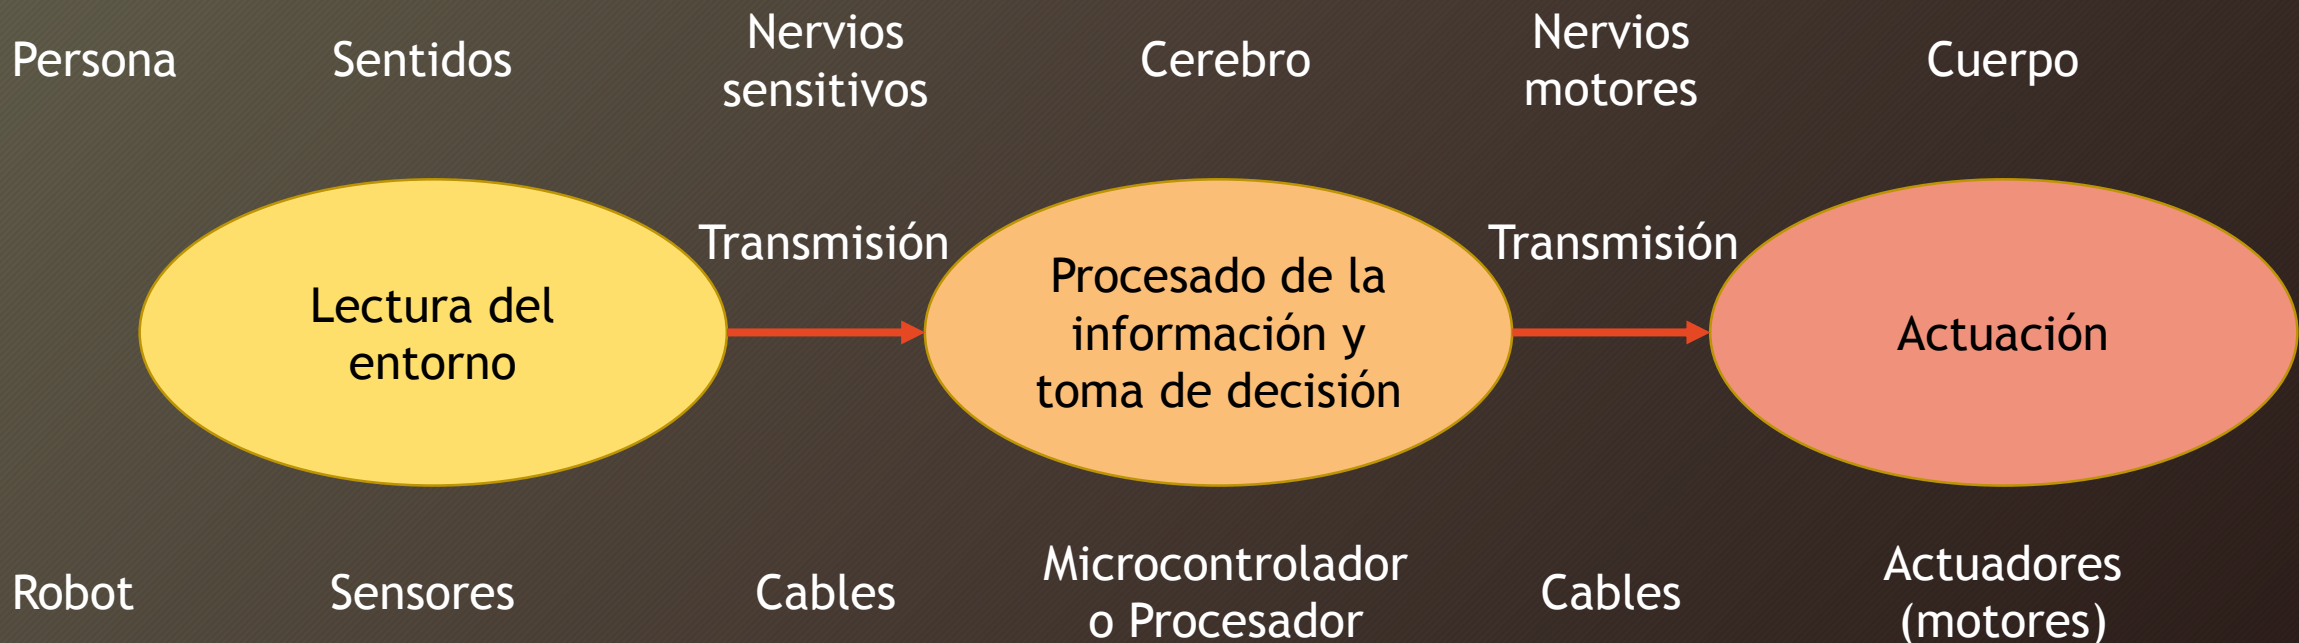 Persona
Sentidos
Nervios
sensitivos
Cerebro
Nervios
motores
Cuerpo
Lectura del
entorno
Transmisión
Procesado de la
información y
toma de decisión
Transmisión
Actuación
Robot
Sensores
Cables
Microcontrolador
o Procesador
Cables
Actuadores
(motores)